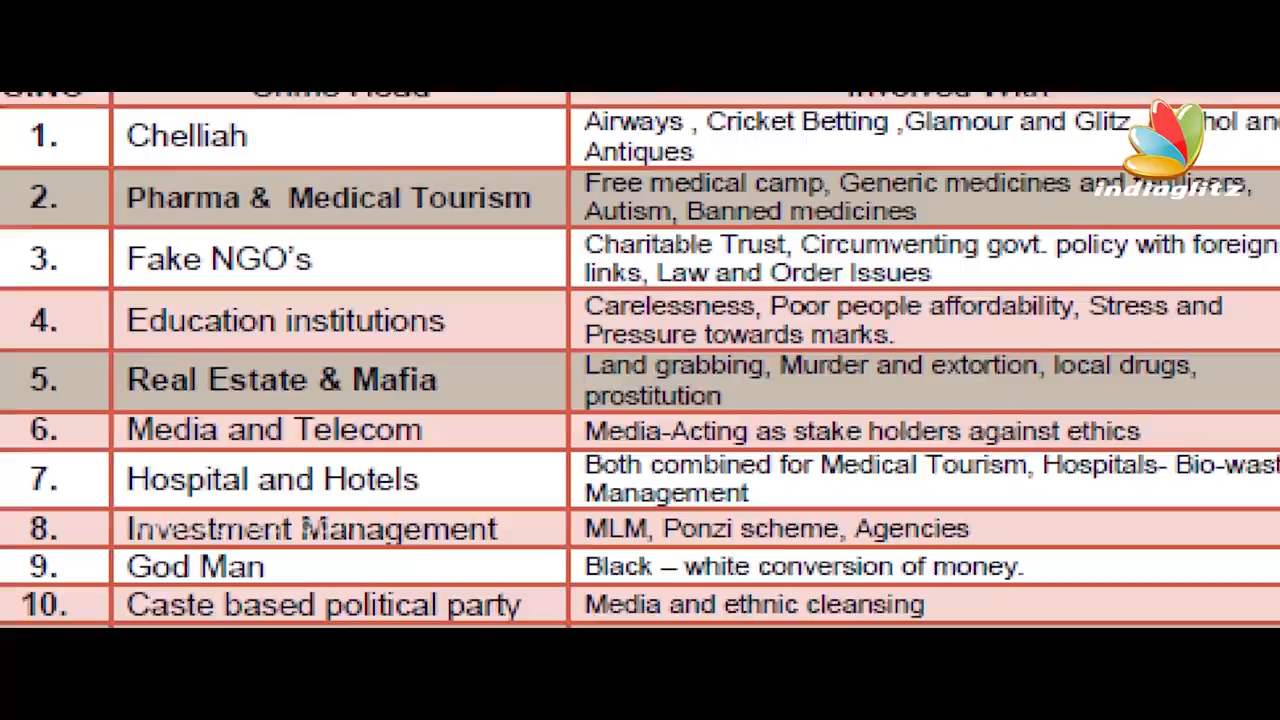 1. Chelliah Airways , Cricket Betting ,Glamour and Glitz,
Antiques
2. Pharma & Medical Tourism Free medical camp, Generic medicines and
Autism, Banned medicines
3. Fake NGO's Charitable Trust, Circumventing govt. policy with foreign
links, Law and Order Issues
4. Education institutions Carelessness, Poor people affordability, Stress and
Pressure towards marks.
5. Real Estate & Mafia Land grabbing, Murder and extortion, local drugs,
prostitution
6. Media and Telecom Media-Acting as stake holders against ethics
7. Hospital and Hotels Both combined for Medical Tourism, Hospitals- Bio-wast
Management
8. Investment Management MLM, Ponzi scheme, Agencies
9. God Man Black – white conversion of money.
10. Caste based political party Media and ethnic cleansing
indiaglitz